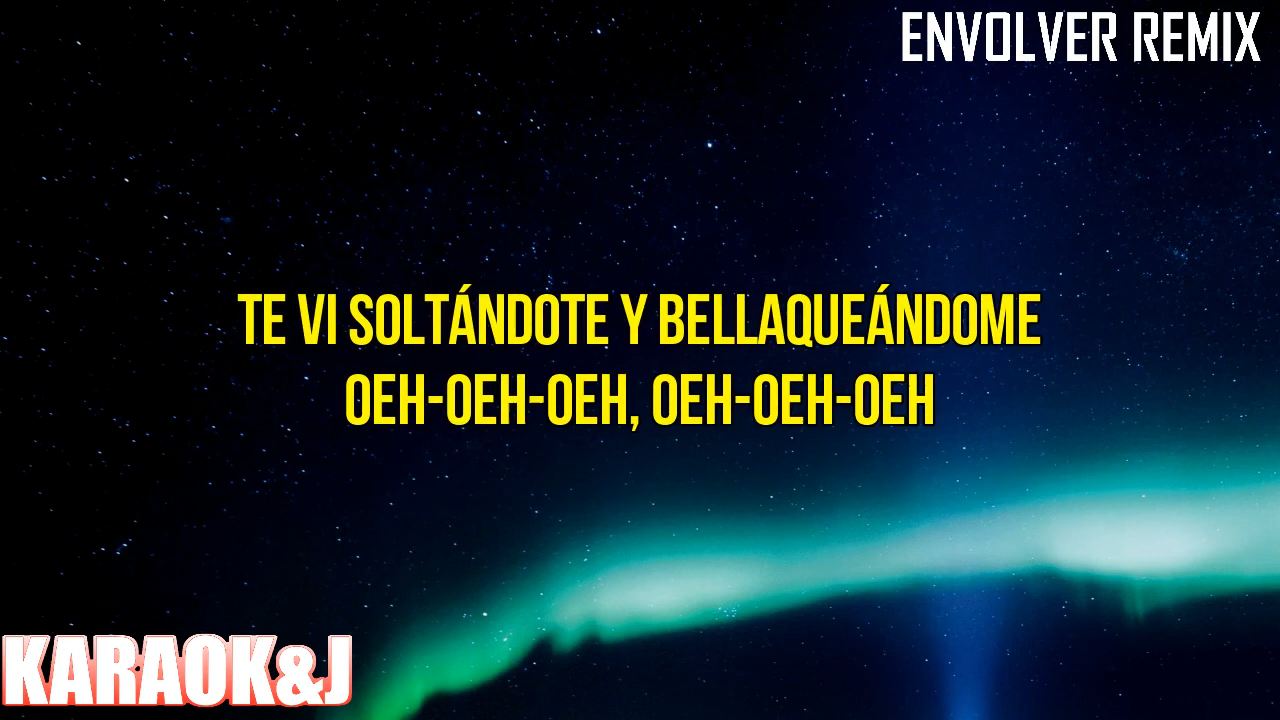 ENVOLVER REMIX
TE VI SOLTÁNDOTE Y BELLAQUEÁNDOME
OEH-OEH-OEH, OEH-OEH-OEH
KARAOK&J